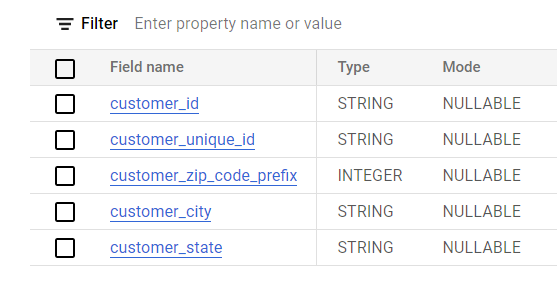 Filter Enter property name or value
Field name Type Mode
customer_id STRING NULLABLE
customer_unique_id STRING NULLABLE
customer_zip_code_prefix INTEGER NULLABLE
customer_city STRING NULLABLE
customer_state STRING NULLABLE